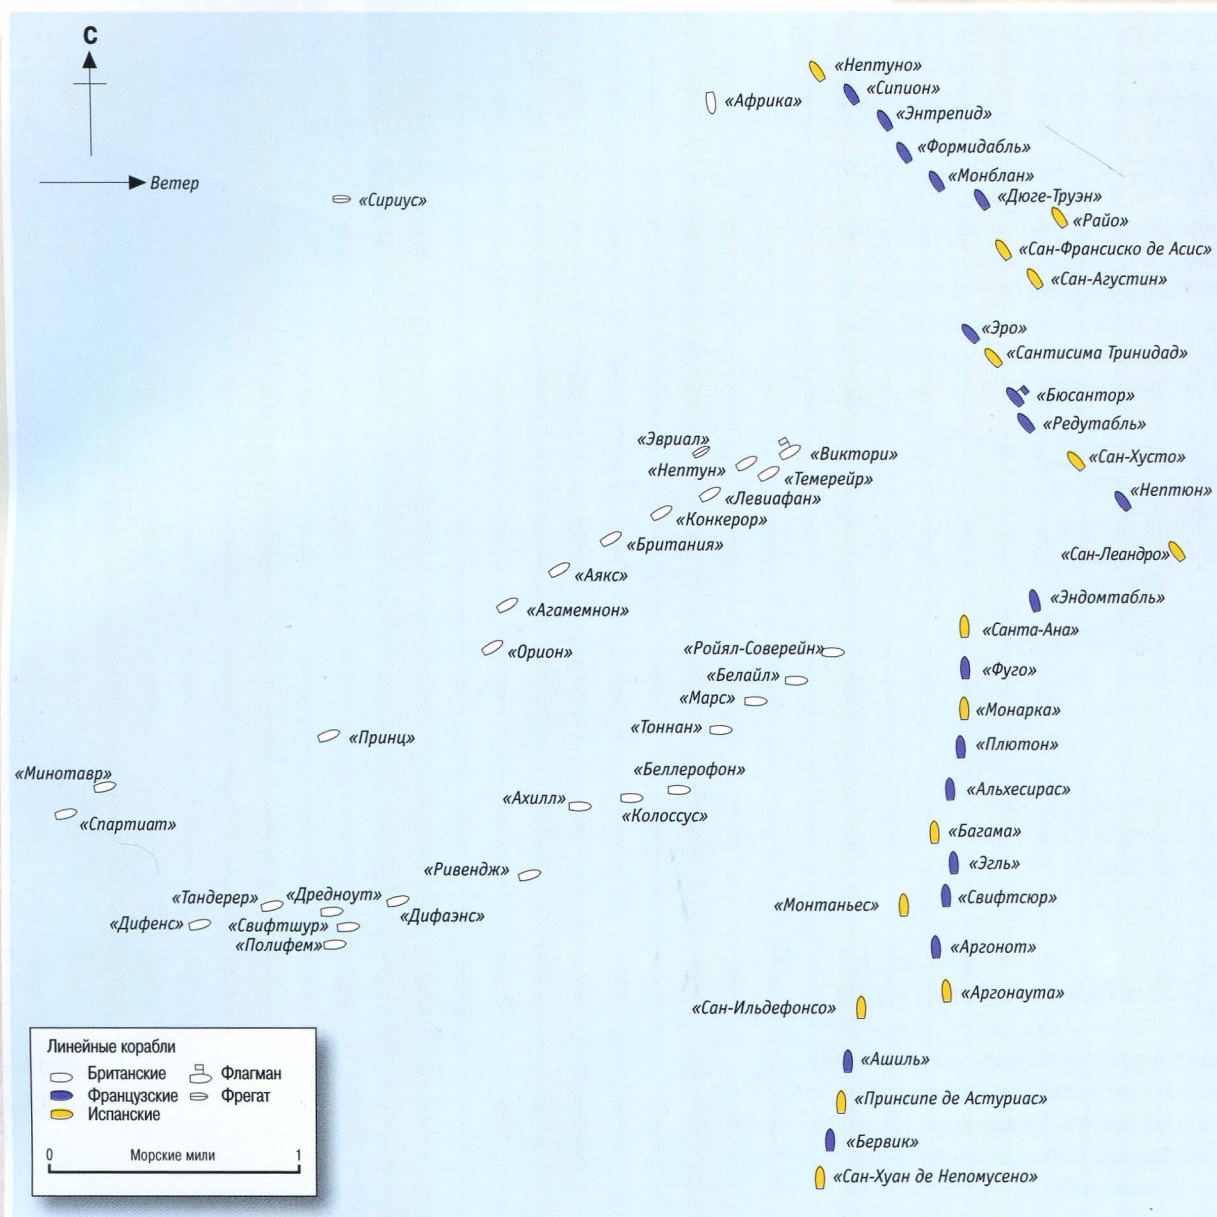 С
Ветер
«Нептуно»
«Сипион»
«Африка»
«Энтрепид»
«Формидабль»
«Монблан»
«Дюге-Труэн»
«Сириус»
«Райо»
«Сан-Франсиско де Асис»
«Сан-Агустин»
«Эро»
«Сантисима Тринидад»
«Бюсантор»
«Редутабль»
«Эвриал»
«Виктори»
«Сан-Хусто»
«Нептун»
«Темерейр»
«Нептюн»
«Левиафан»
«Конкерор»
«Британия»
«Сан-Леандро»
«Аякс»
«Эндомтабль»
«Агамемнон»
«Санта-Ана»
«Орион»
«Ройял-Соверейн»
«Фуго»
«Белайл»
«Марс»
«Монарка»
«Тоннан»
«Принц»
«Плютон»
«Минотавр»
«Беллерофон»
«Альхесирас»
«Ахилл»
«Колоссус»
«Спартиат»
«Багама»
«Эгль»
«Ривендж»
«Тандерер»
«Дредноут»
«Свифтсюр»
«Монтаньес»
«Дифаэнс»
«Дифенс»
«Свифтшур»
«Полифем»
«Аргонот»
«Аргонаута»
«Сан-Ильдефонсо»
«Ашиль»
«Принсипе де Астуриас»
«Бервик»
«Сан-Хуан де Непомусено»
Линейные корабли
Британские
Флагман
Французские
Фрегат
Испанские
0 Морские мили 1